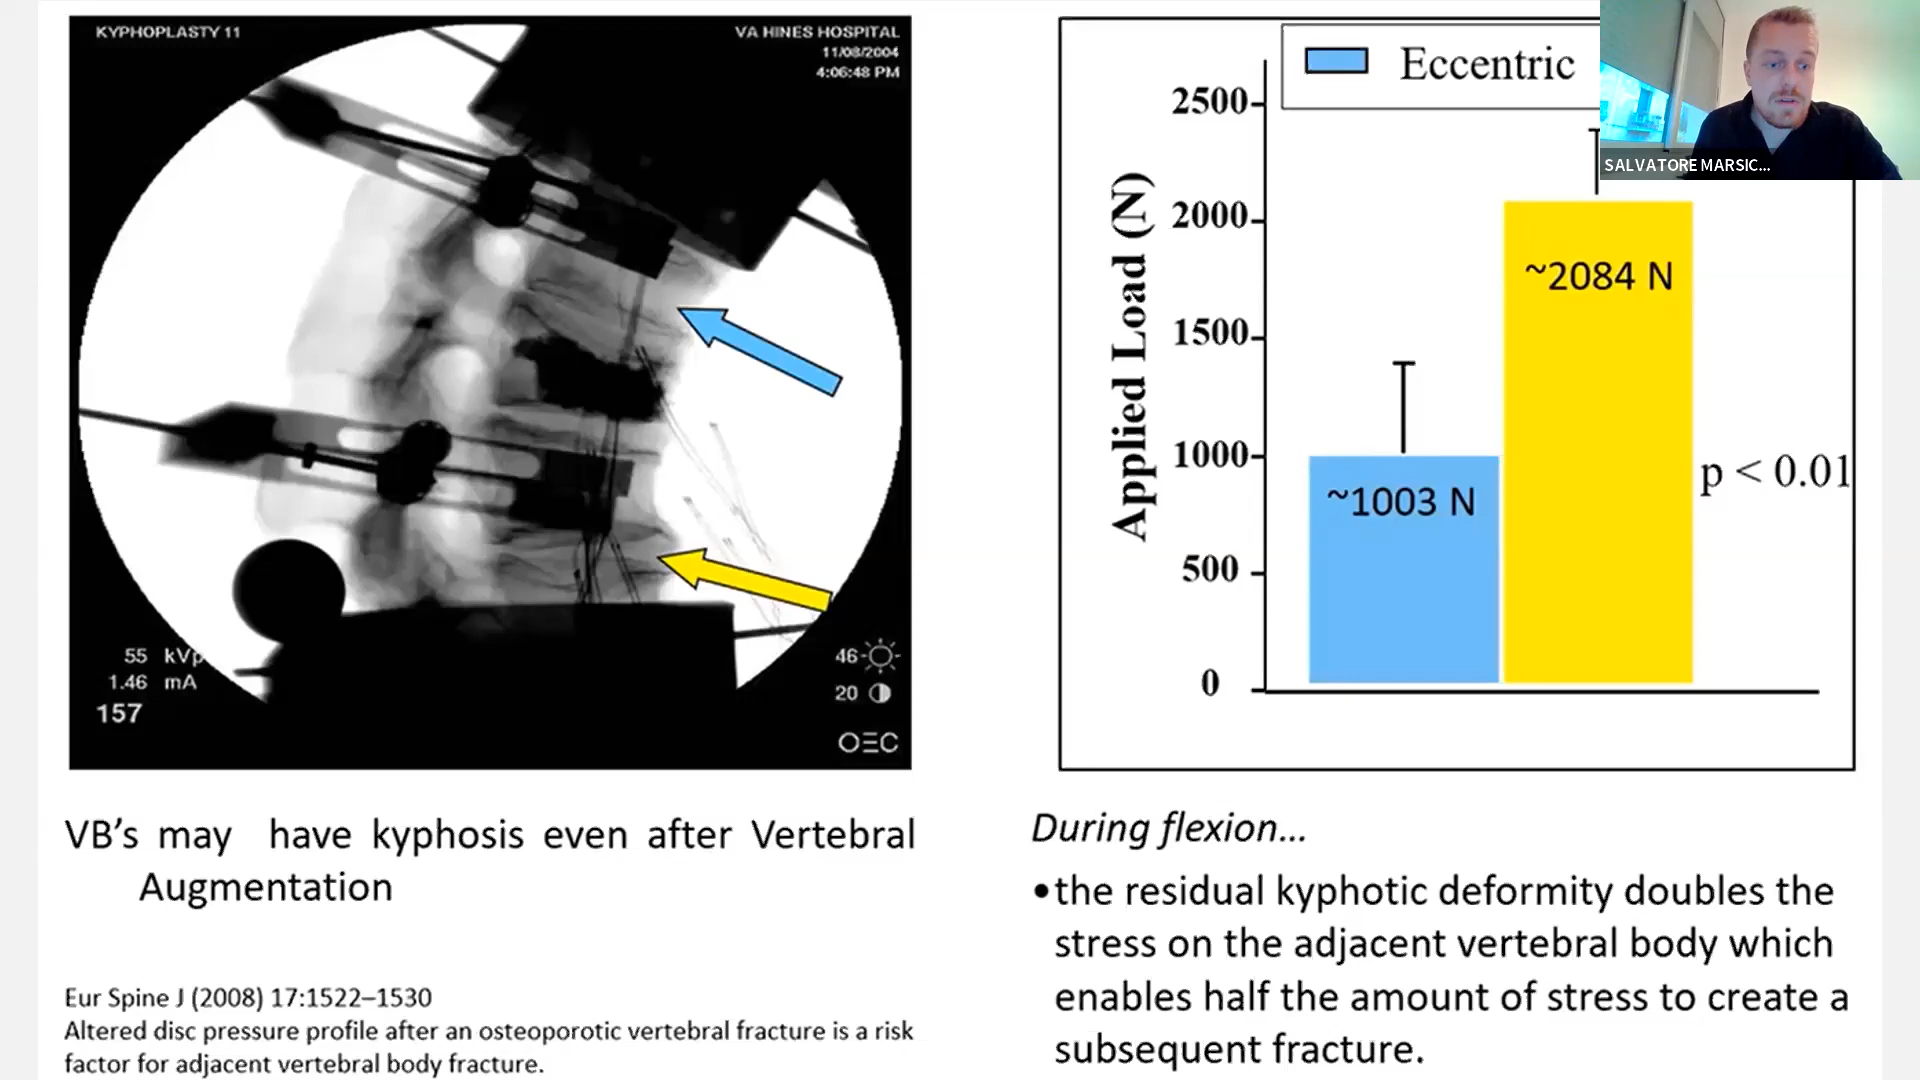 KYPHOPLASTY 11
VA HINES HOSPITAL
11/08/2004
4:06:48 PM
55 kVp
1.46 mA
157
46
20
OEC
VB's may have kyphosis even after Vertebral
Augmentation
Eur Spine J (2008) 17:1522–1530
Altered disc pressure profile after an osteoporotic vertebral fracture is a risk
factor for adjacent vertebral body fracture.
Eccentric
SALVATORE MARSIC...
Applied Load (N)
2500
2000
1500
1000
500
0
~1003 N
~2084 N
p < 0.01
During flexion...
•the residual kyphotic deformity doubles the
stress on the adjacent vertebral body which
enables half the amount of stress to create a
subsequent fracture.